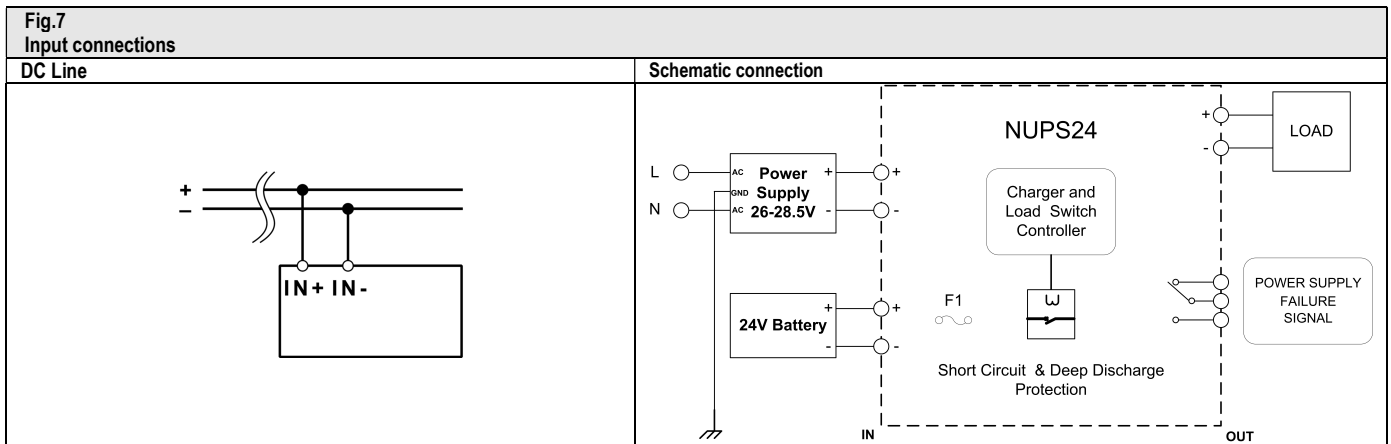 Fig.7
Input connections
DC Line
Schematic connection
+
–
IN+ IN-
NUPS24
+
-
LOAD
L
N
AC
GND
AC
Power
Supply
26-28.5V
+
-
+
-
Charger and
Load Switch
Controller
24V Battery
+
-
+
-
F1
POWER SUPPLY
FAILURE
SIGNAL
Short Circuit & Deep Discharge
Protection
IN
OUT